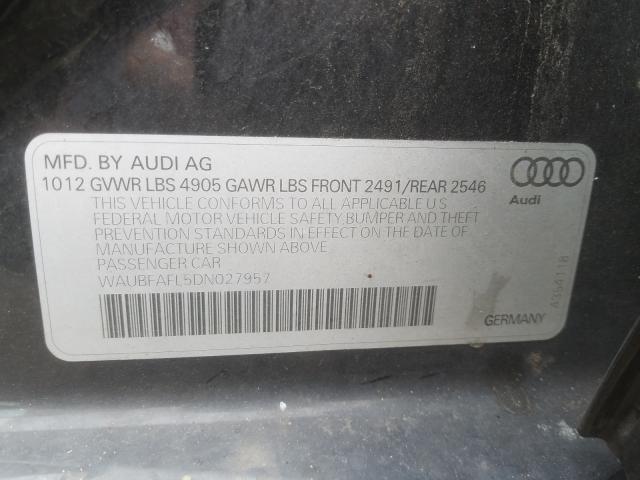 MFD. BY AUDI AG
1012 GVWR LBS 4905 GAWR LBS FRONT 2491/REAR 2546
THIS VEHICLE CONFORMS TO ALL APPLICABLE U S
FEDERAL MOTOR VEHICLE SAFETY, BUMPER AND THEFT
PREVENTION STANDARDS IN EFFECT ON THE DATE OF
MANUFACTURE SHOWN ABOVE.
PASSENGER CAR
WAUBFAFL5DN027957
Audi
GERMANY